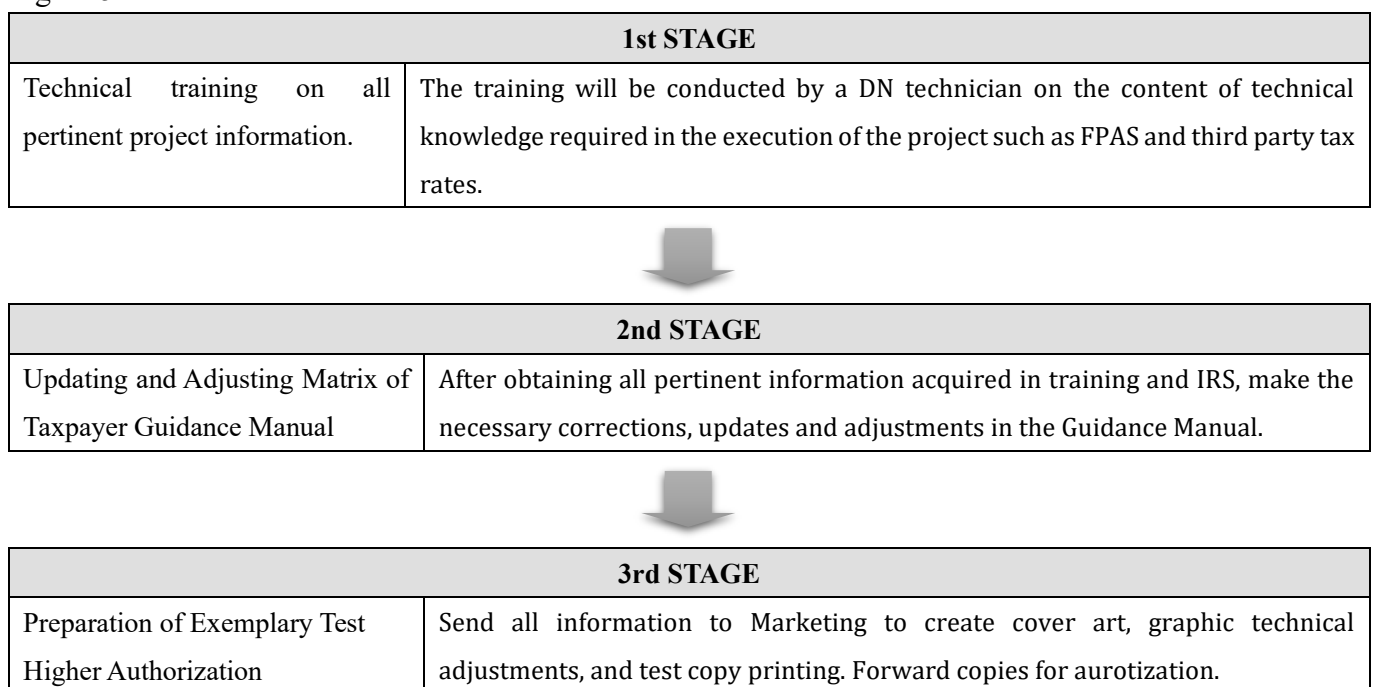 1st STAGE
Technical training on all
pertinent project information.
The training will be conducted by a DN technician on the content of technical
knowledge required in the execution of the project such as FPAS and third party tax
rates.
2nd STAGE
Updating and Adjusting Matrix of
Taxpayer Guidance Manual
After obtaining all pertinent information acquired in training and IRS, make the
necessary corrections, updates and adjustments in the Guidance Manual.
3rd STAGE
Preparation of Exemplary Test
Higher Authorization
Send all information to Marketing to create cover art, graphic technical
adjustments, and test copy printing. Forward copies for aurotization.